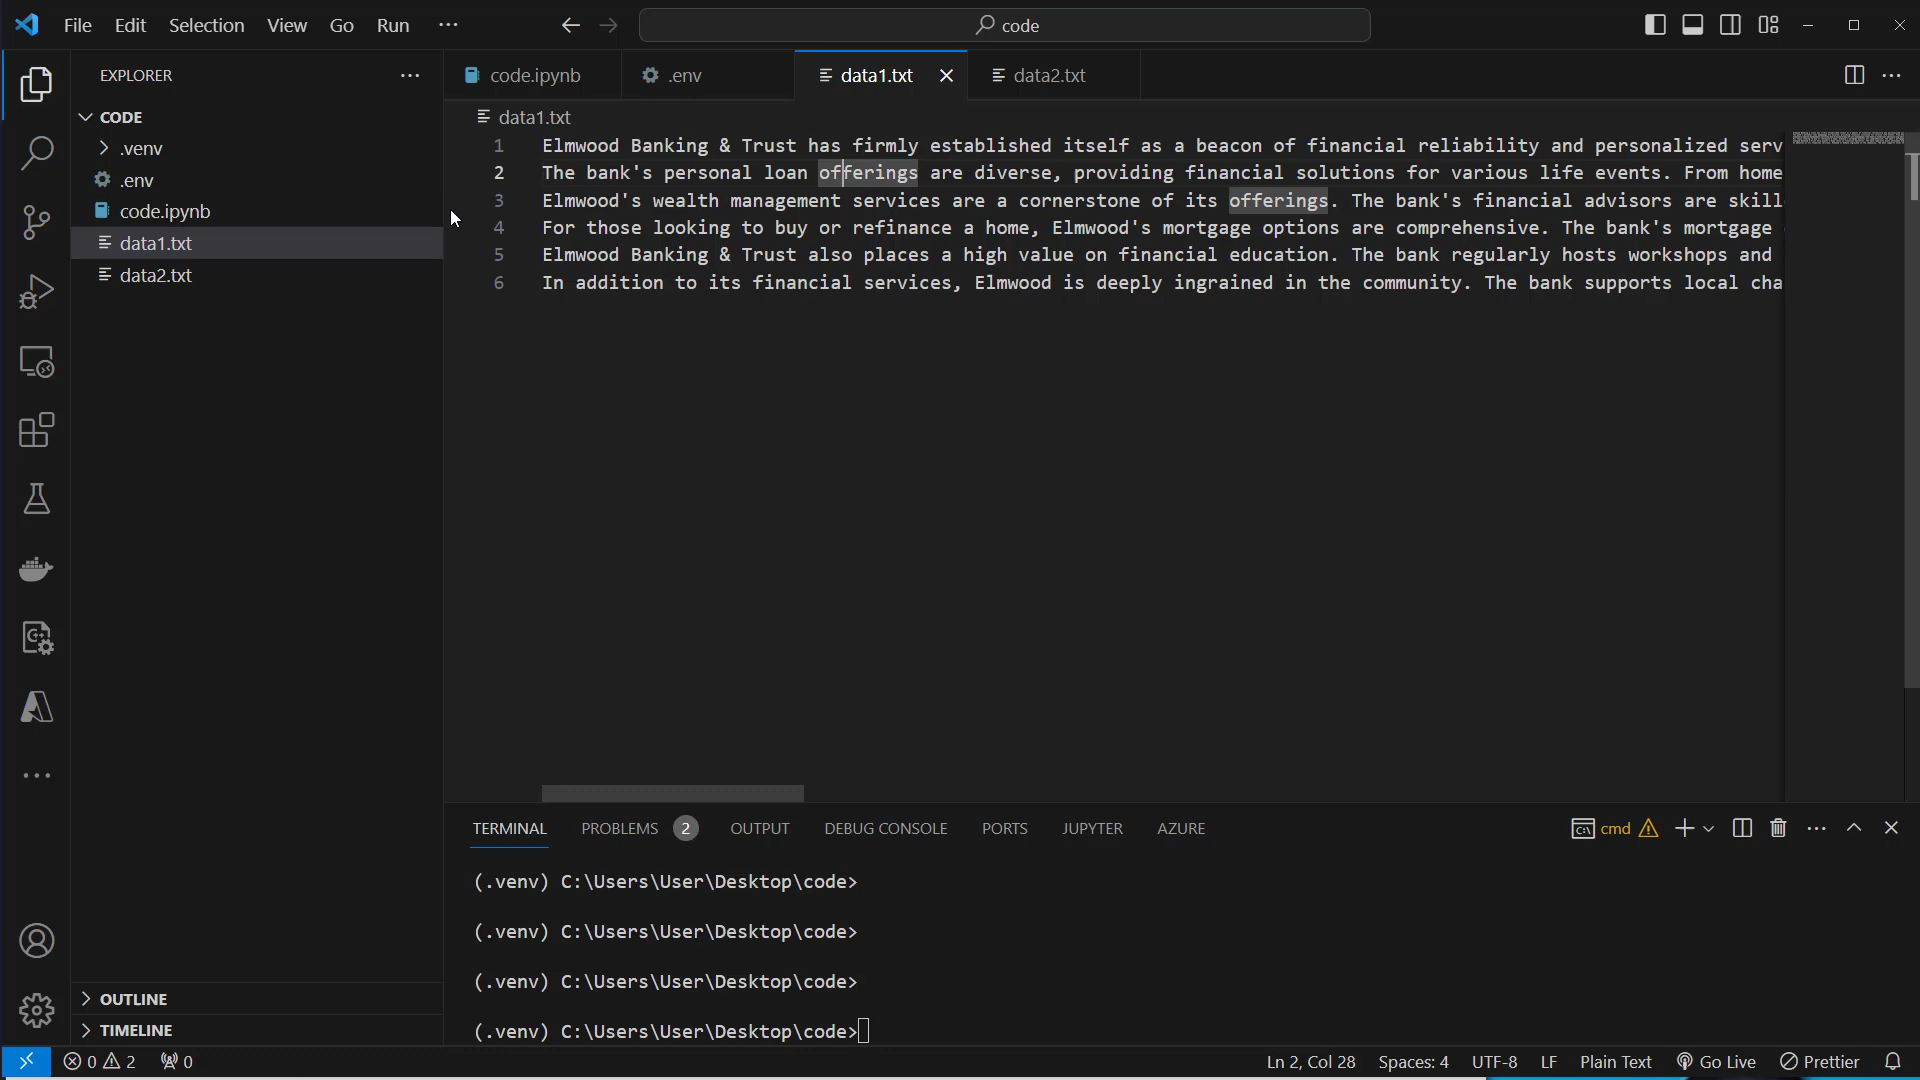 File Edit Selection View Go Run ··· code
EXPLORER ···
CODE
.venv
.env
code.ipynb
data1.txt
data2.txt
OUTLINE
TIMELINE
code.ipynb .env data1.txt data2.txt
data1.txt
1 Elmwood Banking & Trust has firmly established itself as a beacon of financial reliability and personalized serv
2 The bank's personal loan offerings are diverse, providing financial solutions for various life events. From home
3 Elmwood's wealth management services are a cornerstone of its offerings. The bank's financial advisors are skill
4 For those looking to buy or refinance a home, Elmwood's mortgage options are comprehensive. The bank's mortgage
5 Elmwood Banking & Trust also places a high value on financial education. The bank regularly hosts workshops and
6 In addition to its financial services, Elmwood is deeply ingrained in the community. The bank supports local cha
TERMINAL PROBLEMS 2 OUTPUT DEBUG CONSOLE PORTS JUPYTER AZURE cmd
(.venv) C:\Users\User\Desktop\code>
(.venv) C:\Users\User\Desktop\code>
(.venv) C:\Users\User\Desktop\code>
(.venv) C:\Users\User\Desktop\code>
0 2 0 Ln 2, Col 28 Spaces: 4 UTF-8 LF Plain Text Go Live Prettier